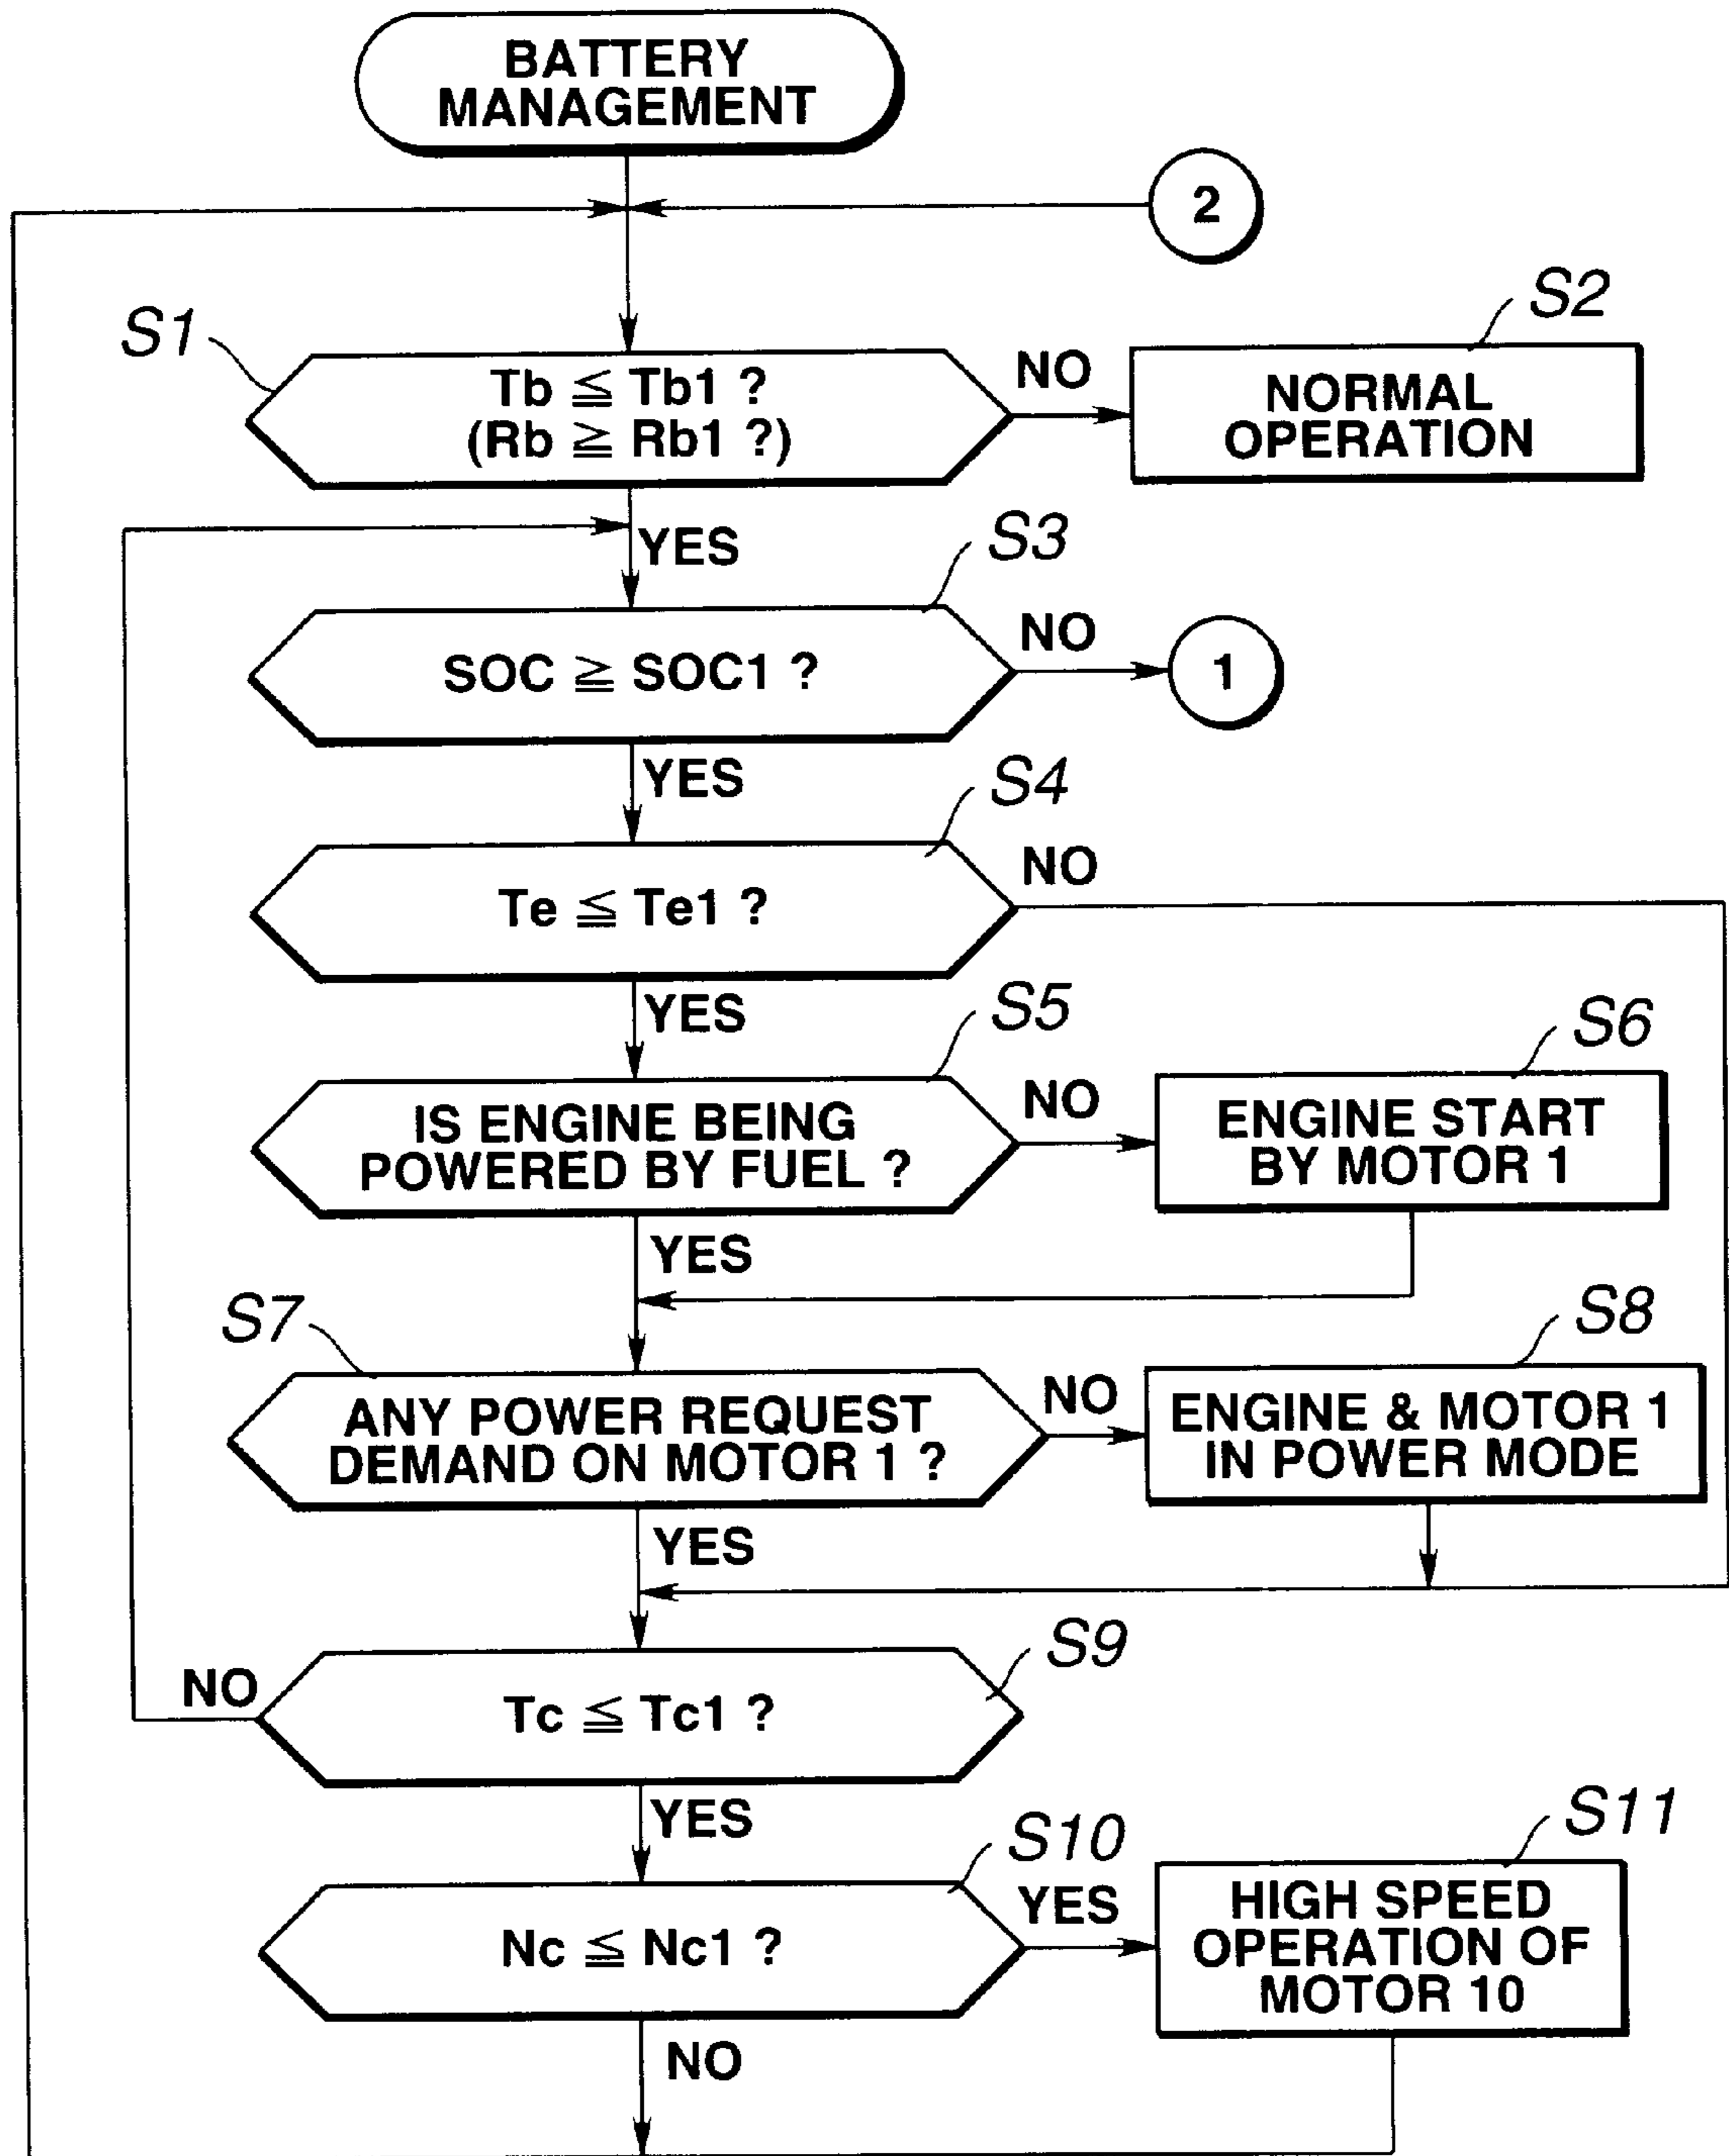 BATTERY
MANAGEMENT
2
S1
Tb ≦ Tb1 ?
(Rb ≧ Rb1 ?)
NO
S2
NORMAL
OPERATION
YES
S3
SOC ≧ SOC1 ?
NO
1
YES
S4
Te ≦ Te1 ?
NO
YES
S5
IS ENGINE BEING
POWERED BY FUEL ?
NO
S6
ENGINE START
BY MOTOR 1
YES
S7
ANY POWER REQUEST
DEMAND ON MOTOR 1 ?
NO
S8
ENGINE & MOTOR 1
IN POWER MODE
YES
S9
NO
Tc ≦ Tc1 ?
YES
S10
Nc ≦ Nc1 ?
YES
S11
HIGH SPEED
OPERATION OF
MOTOR 10
NO